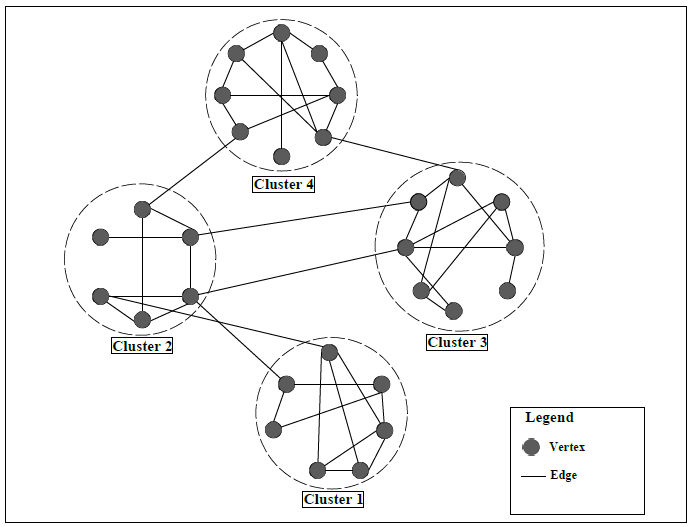 Cluster 4
Cluster 3
Cluster 2
Legend
Vertex
Edge
Cluster 1